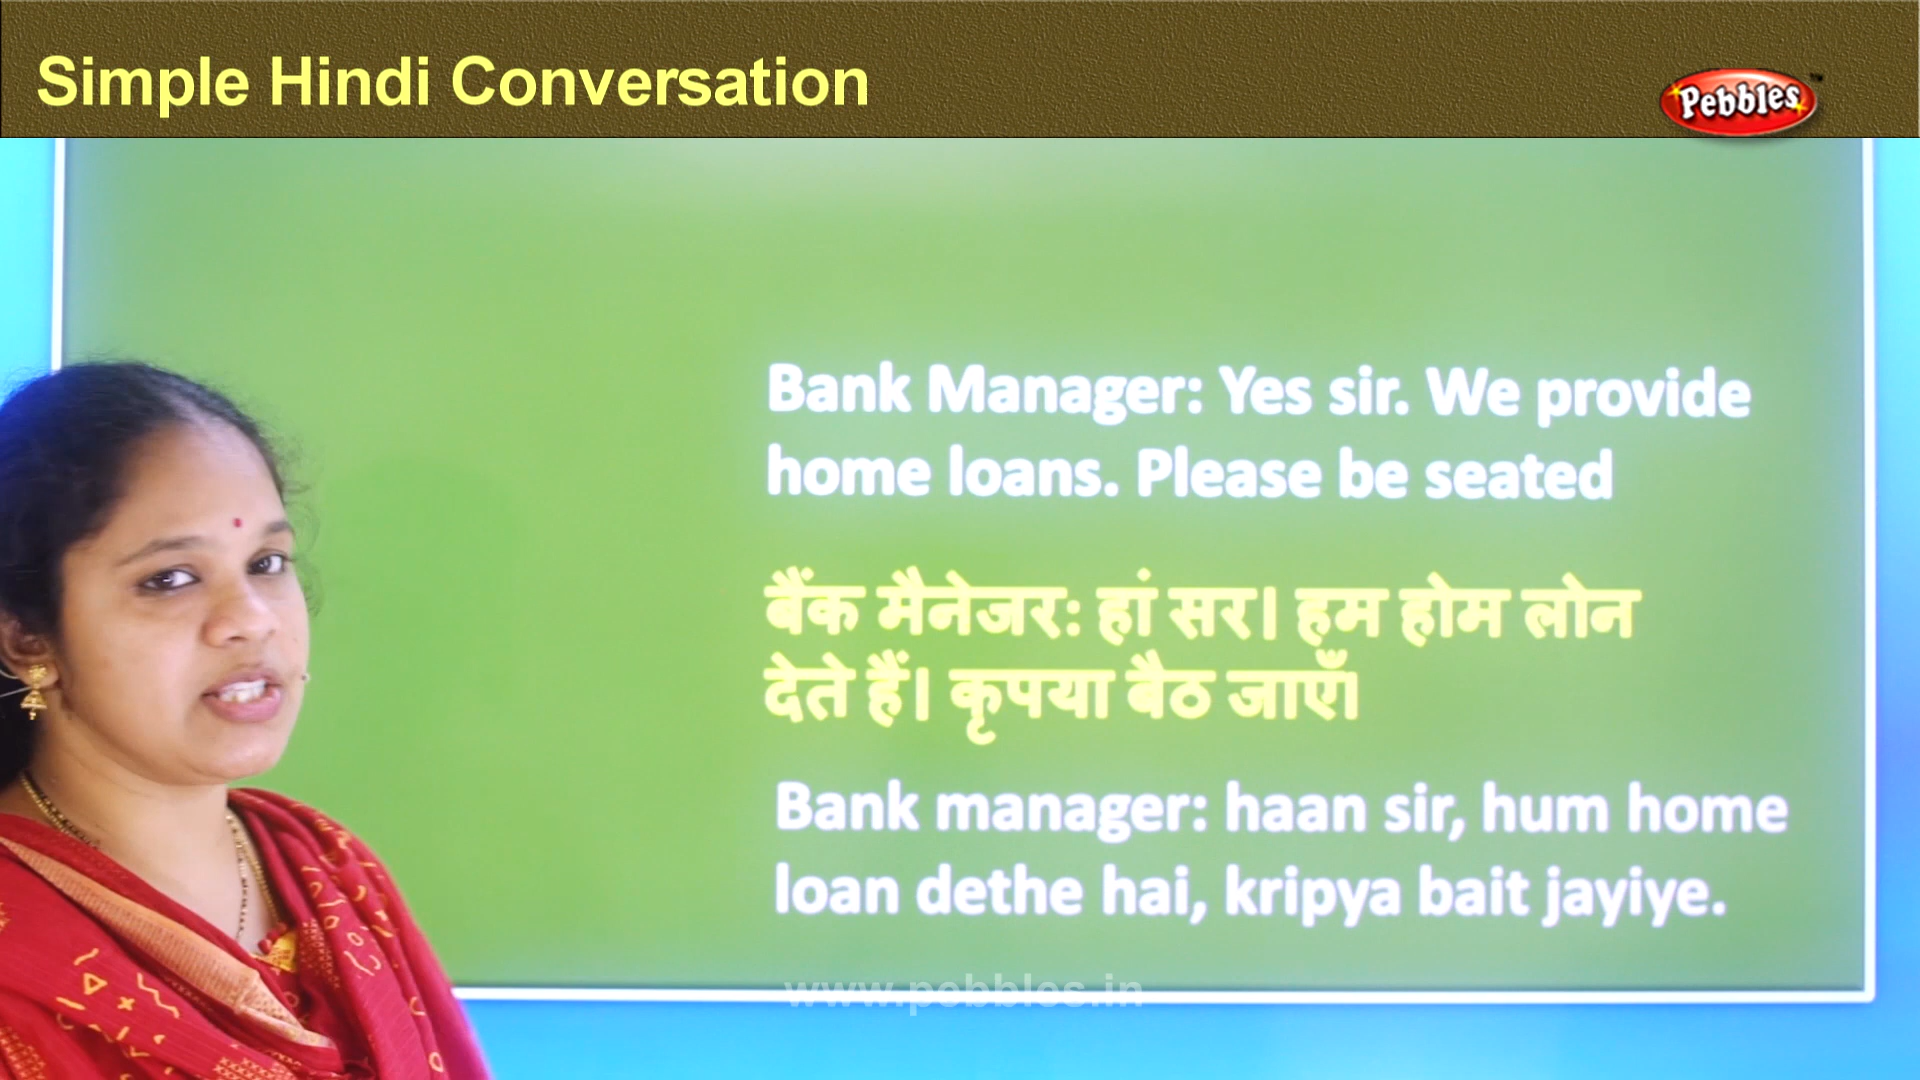 Simple Hindi Conversation
Pebbles
Bank Manager: Yes sir. We provide
home loans. Please be seated
बैंक मैनेजर: हां सर। हम होम लोन
देते हैं। कृपया बैठ जाएँ।
Bank manager: haan sir, hum home
loan dethe hai, kripya bait jayiye.
www.pebbles.in